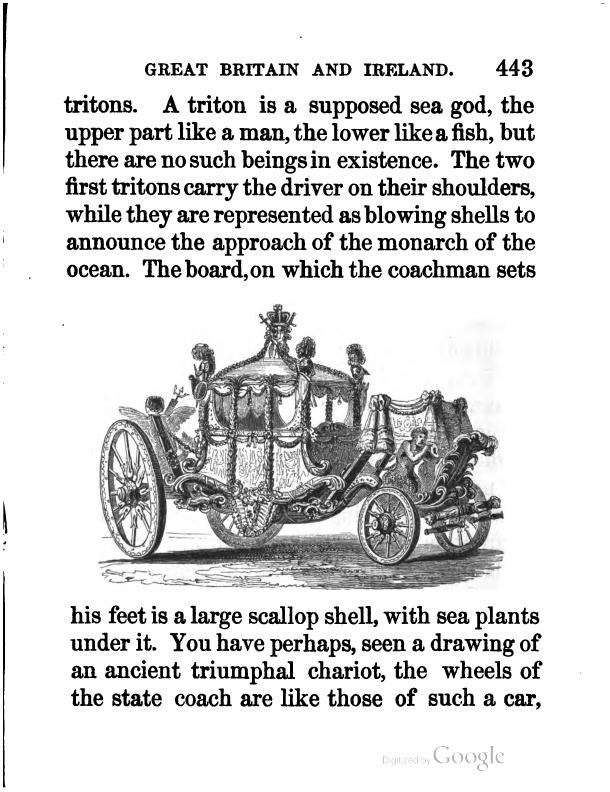 GREAT BRITAIN AND IRELAND. 443
tritons. A triton is a supposed sea god, the
upper part like a man, the lower like a fish, but
there are no such beings in existence. The two
first tritons carry the driver on their shoulders,
while they are represented as blowing shells to
announce the approach of the monarch of the
ocean. The board, on which the coachman sets
his feet is a large scallop shell, with sea plants
under it. You have perhaps, seen a drawing of
an ancient triumphal chariot, the wheels of
the state coach are like those of such a car,
Digitized by Google